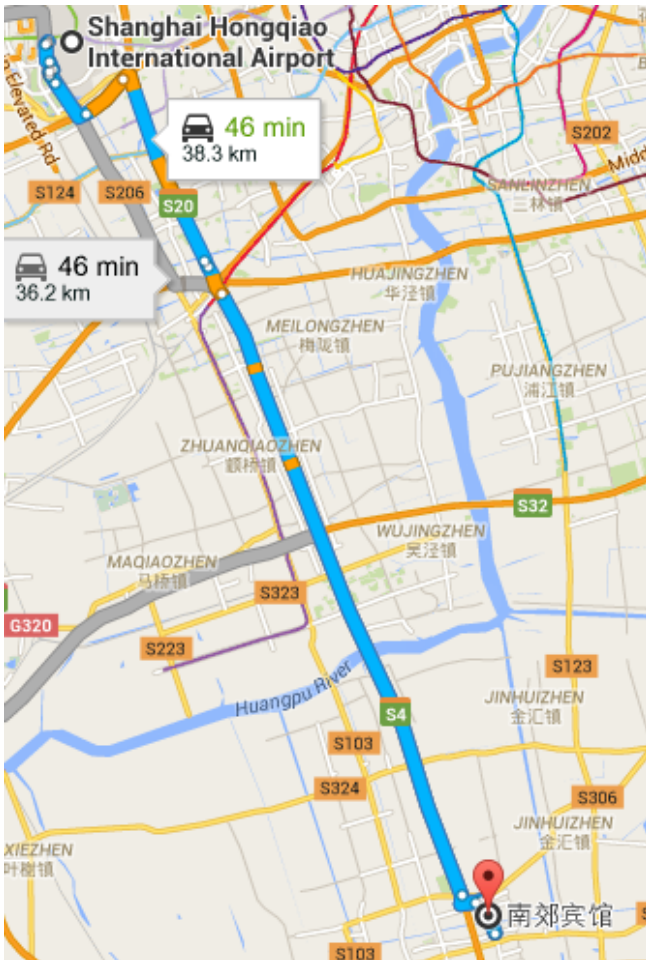 Shanghai Hongqiao
International Airport
n Elevated Rd
46 min
38.3 km
S202
Midd
SANLINZHEN
三林镇
S124
S206
S20
46 min
36.2 km
HUAJINGZHEN
华泾镇
MEILONGZHEN
梅陇镇
PUJIANGZHEN
浦江镇
ZHUANQIAOZHEN
颛桥镇
S32
WUJINGZHEN
吴泾镇
MAQIAOZHEN
马桥镇
S323
G320
S223
S123
Huangpu River
JINHUIZHEN
金汇镇
S4
S103
S324
S306
JINHUIZHEN
金汇镇
XIEZHEN
叶榭镇
南郊宾馆
S103